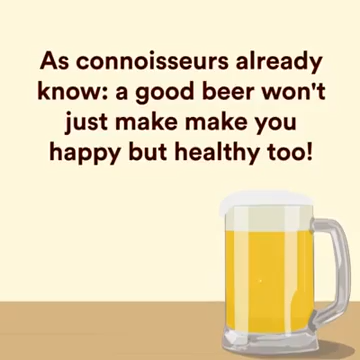 As connoisseurs already
know: a good beer won't
just make make you
happy but healthy too!